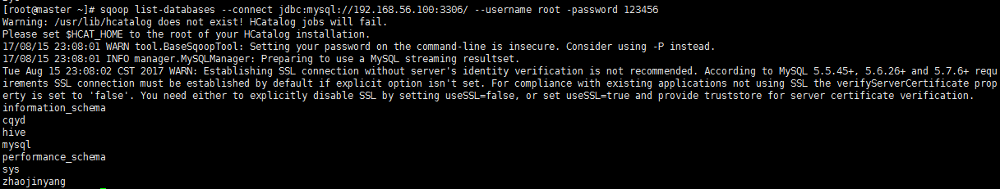 [root@master ~]# sqoop list-databases --connect jdbc:mysql://192.168.56.100:3306/ --username root -password 123456
Warning: /usr/lib/hcatalog does not exist! HCatalog jobs will fail.
Please set $HCAT_HOME to the root of your HCatalog installation.
17/08/15 23:08:01 WARN tool.BaseSqoopTool: Setting your password on the command-line is insecure. Consider using -P instead.
17/08/15 23:08:01 INFO manager.MySQLManager: Preparing to use a MySQL streaming resultset.
Tue Aug 15 23:08:02 CST 2017 WARN: Establishing SSL connection without server's identity verification is not recommended. According to MySQL 5.5.45+, 5.6.26+ and 5.7.6+ requ
irements SSL connection must be established by default if explicit option isn't set. For compliance with existing applications not using SSL the verifyServerCertificate prop
erty is set to 'false'. You need either to explicitly disable SSL by setting useSSL=false, or set useSSL=true and provide truststore for server certificate verification.
information_schema
cqyd
hive
mysql
performance_schema
sys
zhaojinyang